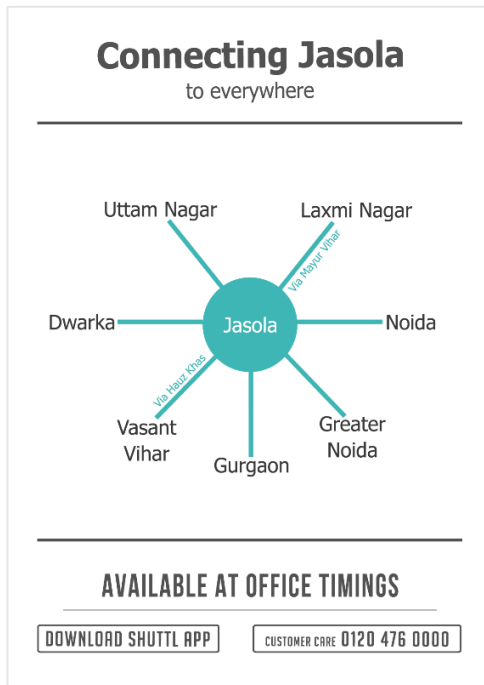 Connecting Jasola
to everywhere
Uttam Nagar
Laxmi Nagar
Via Mayur Vihar
Dwarka
Jasola
Noida
Via Hauz Khas
Vasant
Vihar
Gurgaon
Greater
Noida
AVAILABLE AT OFFICE TIMINGS
DOWNLOAD SHUTTL APP
CUSTOMER CARE 0120 476 0000